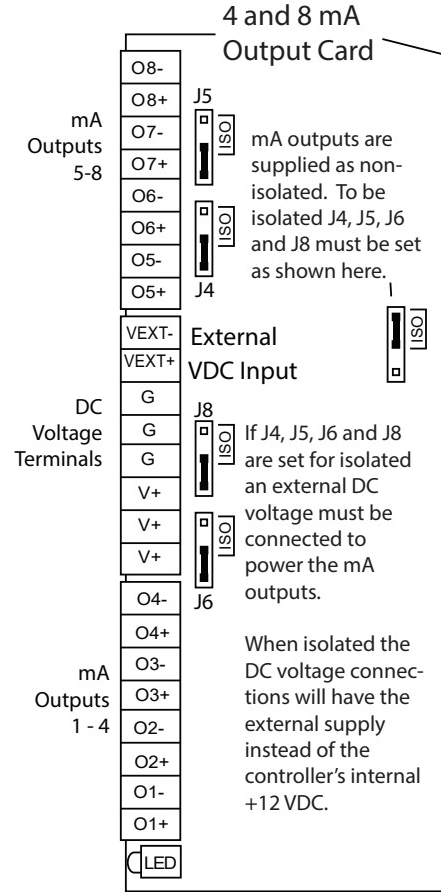 4 and 8 mA
Output Card
mA
Outputs
5-8
O8-
O8+
O7-
O7+
O6-
O6+
O5-
O5+
J5
ISO
ISO
J4
mA outputs are
supplied as non-
isolated. To be
isolated J4, J5, J6
and J8 must be set
as shown here.
ISO
VEXT-
VEXT+
External
VDC Input
DC
Voltage
Terminals
G
G
G
V+
V+
V+
J8
ISO
ISO
J6
If J4, J5, J6 and J8
are set for isolated
an external DC
voltage must be
connected to
power the mA
outputs.
mA
Outputs
1 - 4
O4-
O4+
O3-
O3+
O2-
O2+
O1-
O1+
When isolated the
DC voltage connec-
tions will have the
external supply
instead of the
controller's internal
+12 VDC.
LED